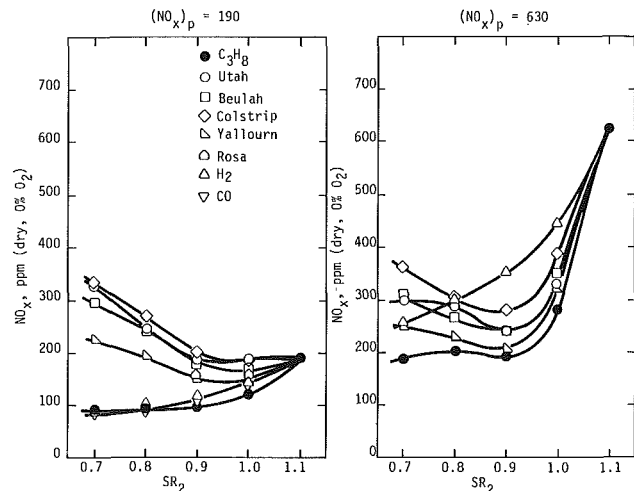 (NOx)p = 190
(NOx)p = 630
C3H8
Utah
Beulah
Colstrip
Yallourn
Rosa
H2
CO
NOx, ppm (dry, 0% O2)
700
600
500
400
300
200
100
0
0.7 0.8 0.9 1.0 1.1
SR2
NOx, ppm (dry, 0% O2)
700
600
500
400
300
200
100
0
0.7 0.8 0.9 1.0 1.1
SR2